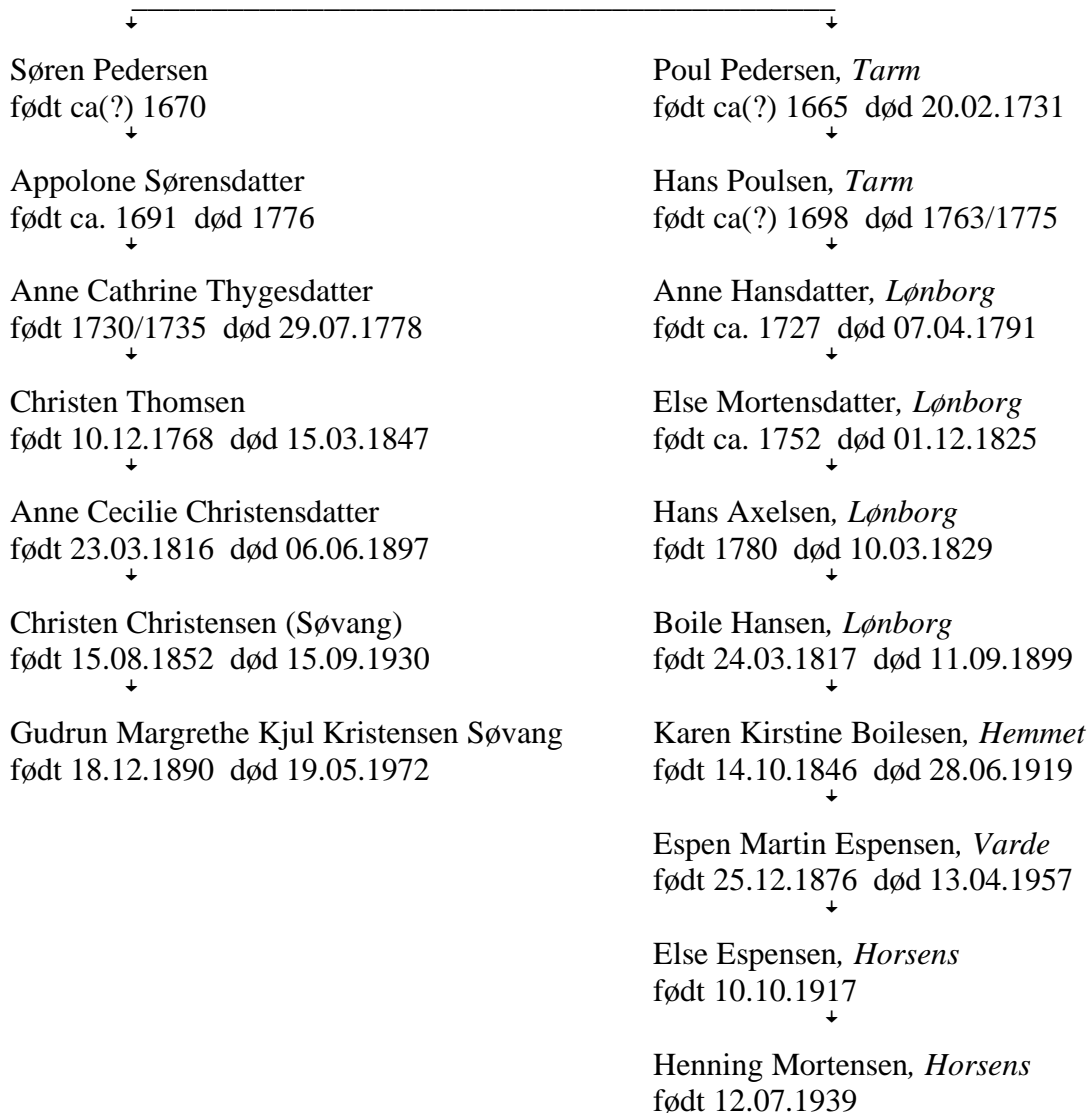 Søren Pedersen
født ca(?) 1670
Appolone Sørensdatter
født ca. 1691  død 1776
Anne Cathrine Thygesdatter
født 1730/1735  død 29.07.1778
Christen Thomsen
født 10.12.1768  død 15.03.1847
Anne Cecilie Christensdatter
født 23.03.1816  død 06.06.1897
Christen Christensen (Søvang)
født 15.08.1852  død 15.09.1930
Gudrun Margrethe Kjul Kristensen Søvang
født 18.12.1890  død 19.05.1972
Poul Pedersen, Tarm
født ca(?) 1665  død 20.02.1731
Hans Poulsen, Tarm
født ca(?) 1698  død 1763/1775
Anne Hansdatter, Lønborg
født ca. 1727  død 07.04.1791
Else Mortensdatter, Lønborg
født ca. 1752  død 01.12.1825
Hans Axelsen, Lønborg
født 1780  død 10.03.1829
Boile Hansen, Lønborg
født 24.03.1817  død 11.09.1899
Karen Kirstine Boilesen, Hemmet
født 14.10.1846  død 28.06.1919
Espen Martin Espensen, Varde
født 25.12.1876  død 13.04.1957
Else Espensen, Horsens
født 10.10.1917
Henning Mortensen, Horsens
født 12.07.1939